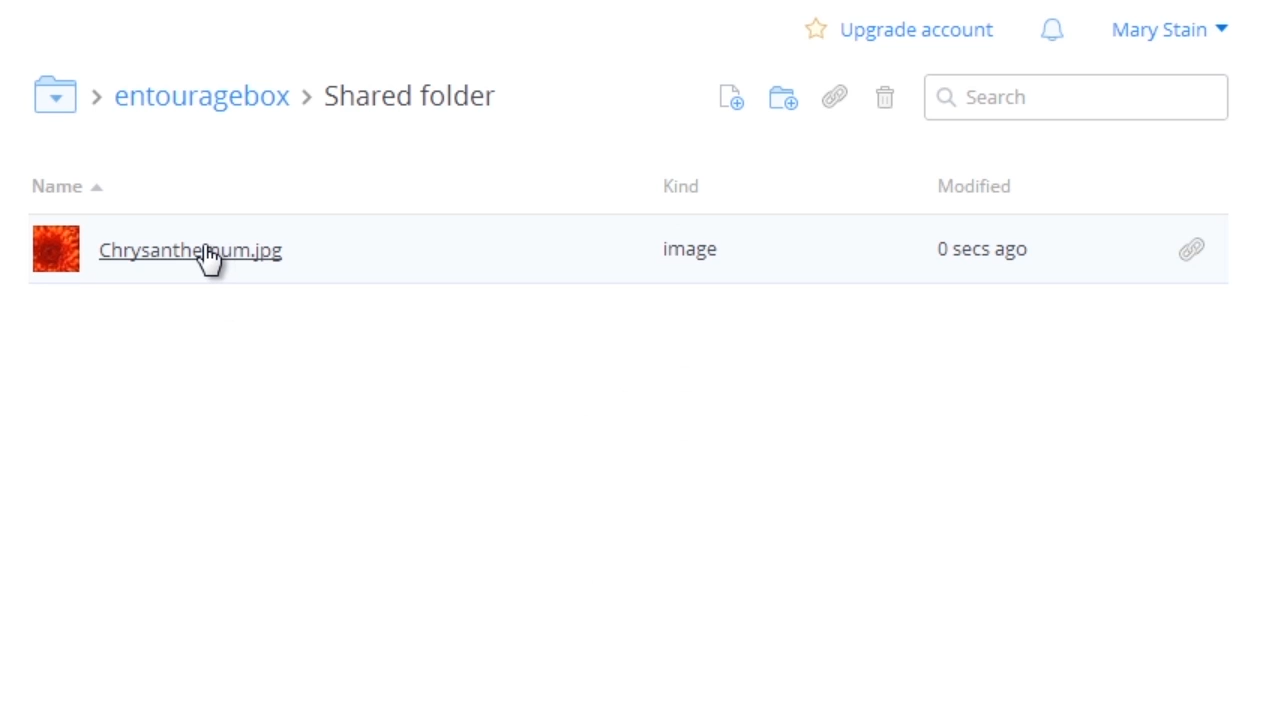 Upgrade account
Mary Stain
entouragebox > Shared folder
Search
Name Kind Modified
Chrysanthemum.jpg image 0 secs ago